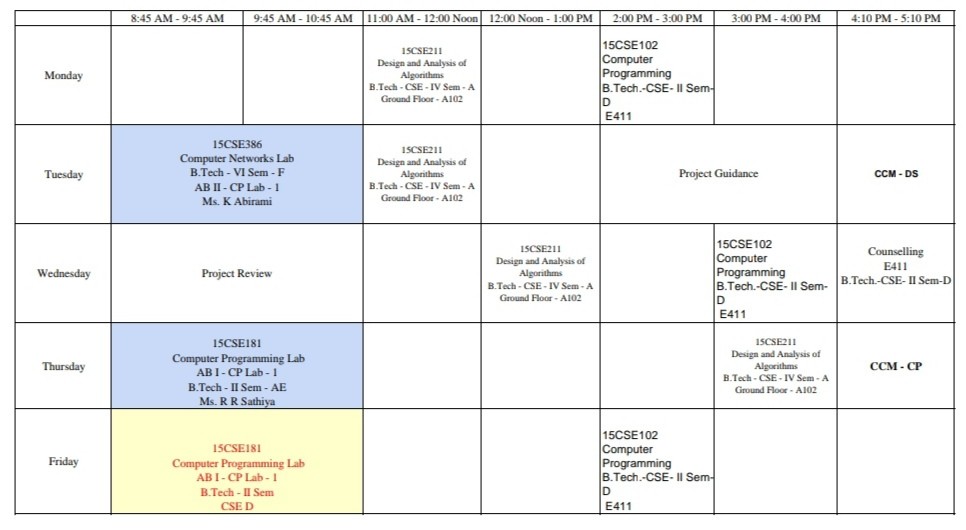 8:45 AM - 9:45 AM 9:45 AM - 10:45 AM 11:00 AM - 12:00 Noon 12:00 Noon - 1:00 PM 2:00 PM - 3:00 PM 3:00 PM - 4:00 PM 4:10 PM - 5:10 PM
Monday
15CSE211
Design and Analysis of
Algorithms
B.Tech - CSE - IV Sem - A
Ground Floor - A102
15CSE102
Computer
Programming
B.Tech.-CSE- II Sem-
D
E411
Tuesday
15CSE386
Computer Networks Lab
B.Tech - VI Sem - F
AB II - CP Lab - 1
Ms. K Abirami
15CSE211
Design and Analysis of
Algorithms
B.Tech - CSE - IV Sem - A
Ground Floor - A102
Project Guidance
CCM - DS
Wednesday
Project Review
15CSE211
Design and Analysis of
Algorithms
B.Tech - CSE - IV Sem - A
Ground Floor - A102
15CSE102
Computer
Programming
B.Tech.-CSE- II Sem-
D
E411
Counselling
E411
B.Tech.-CSE- II Sem-D
Thursday
15CSE181
Computer Programming Lab
AB I - CP Lab - 1
B.Tech - II Sem - AE
Ms. R R Sathiya
15CSE211
Design and Analysis of
Algorithms
B.Tech - CSE - IV Sem - A
Ground Floor - A102
CCM - CP
Friday
15CSE181
Computer Programming Lab
AB I - CP Lab - 1
B.Tech - II Sem
CSE D
15CSE102
Computer
Programming
B.Tech.-CSE- II Sem-
D
E411